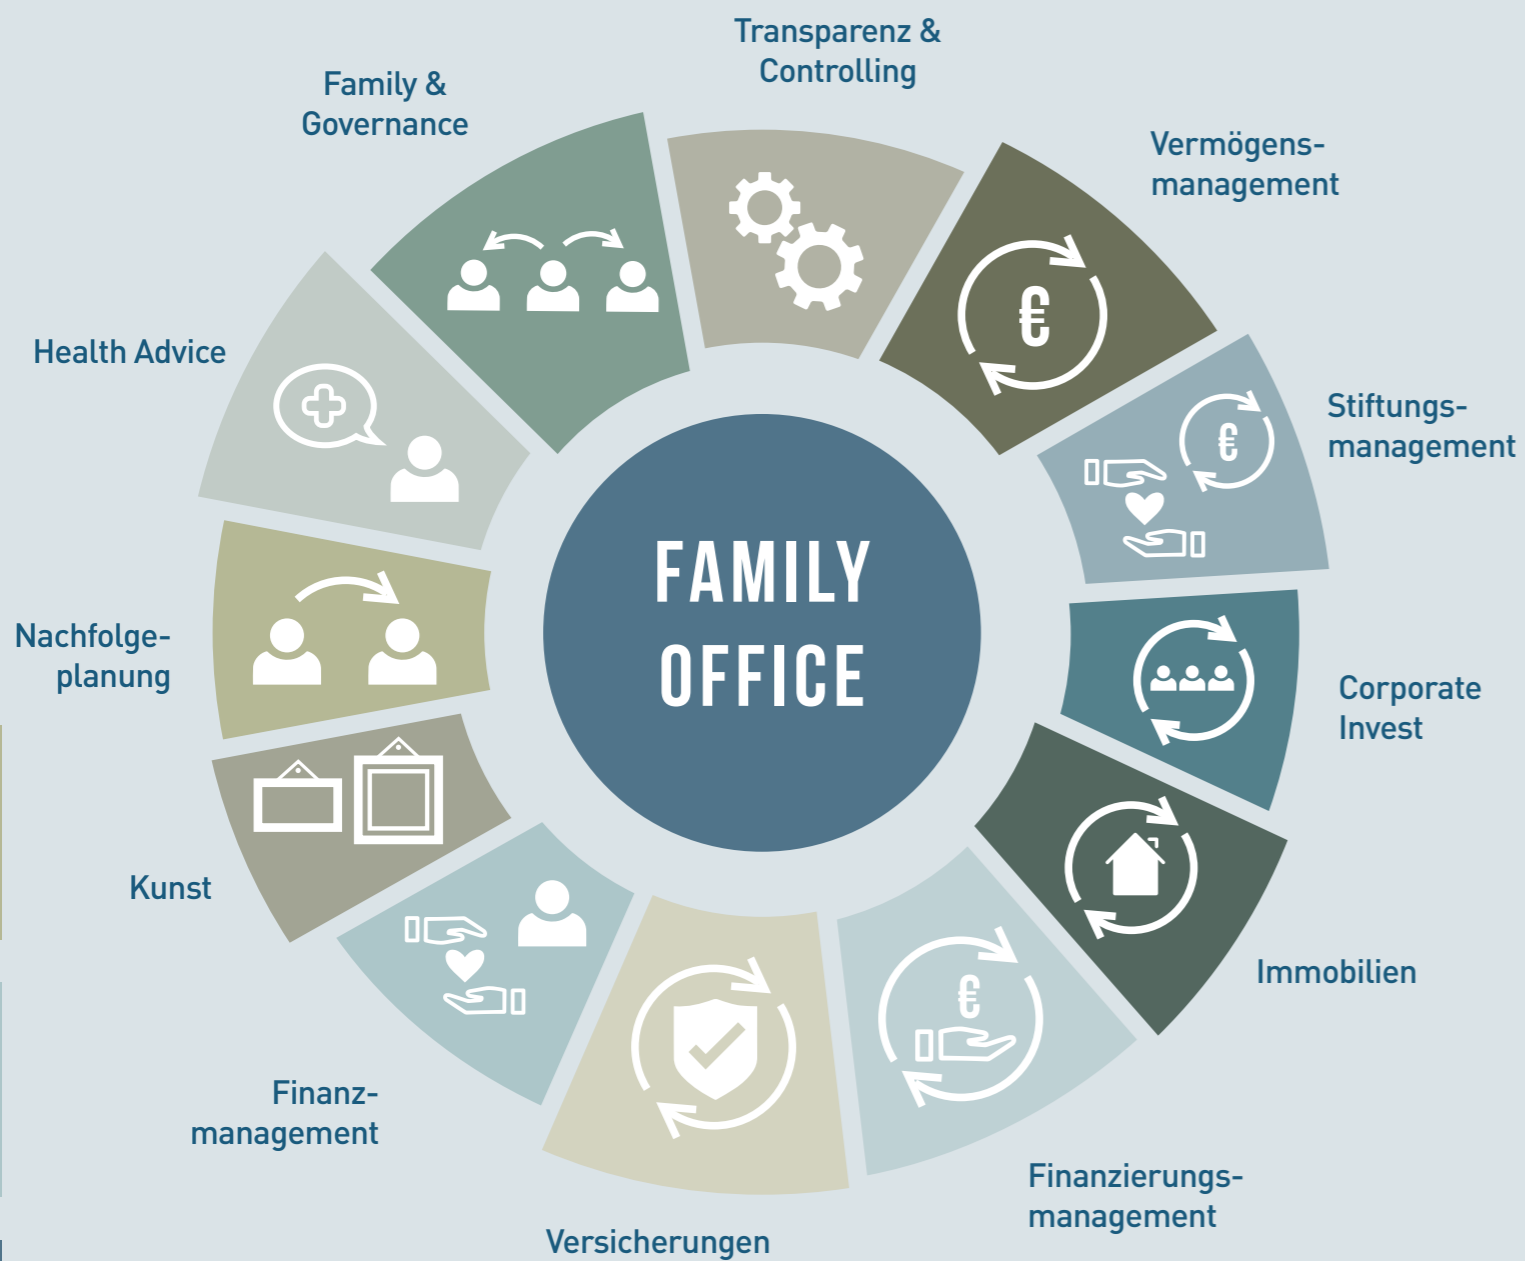 Transparenz &
Controlling
Family &
Governance
Vermögens-
management
Health Advice
Stiftungs-
management
FAMILY
OFFICE
Nachfolge-
planung
Corporate
Invest
Kunst
Immobilien
Finanz-
management
Finanzierungs-
management
Versicherungen
€
€
€